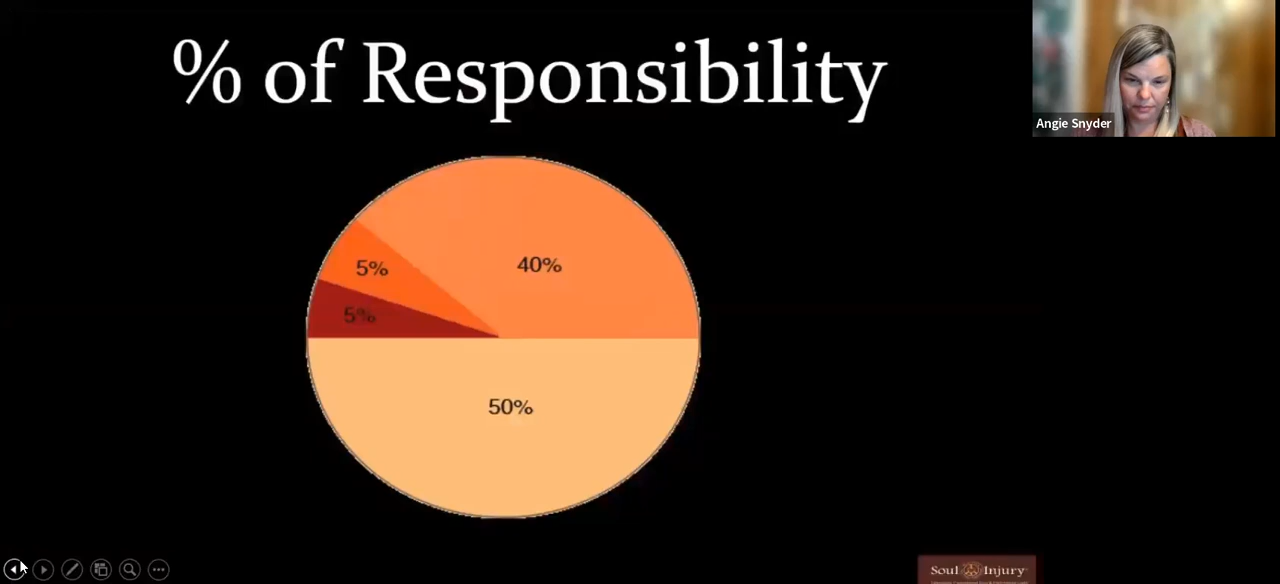 % of Responsibility
Angie Snyder
40%
5%
5%
50%
Soul Injury